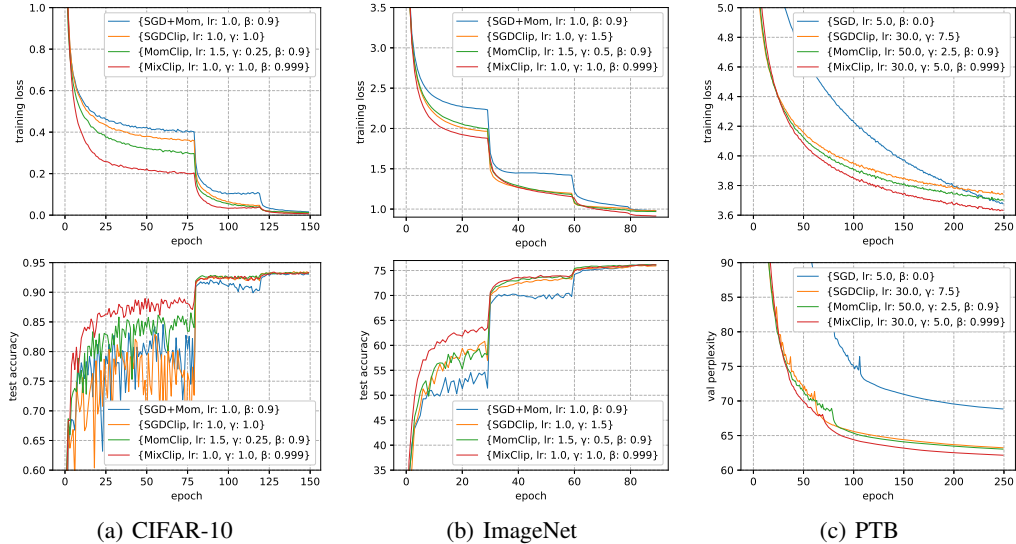 1.0
0.8
0.6
0.4
0.2
0.0
training loss
0 25 50 75 100 125 150
epoch
{SGD+Mom, lr: 1.0, β: 0.9}
{SGDClip, lr: 1.0, γ: 1.0}
{MomClip, lr: 1.5, γ: 0.25, β: 0.9}
{MixClip, lr: 1.0, γ: 1.0, β: 0.999}
3.5
3.0
2.5
2.0
1.5
1.0
training loss
0 20 40 60 80
epoch
{SGD+Mom, lr: 1.0, β: 0.9}
{SGDClip, lr: 1.0, γ: 1.5}
{MomClip, lr: 1.5, γ: 0.5, β: 0.9}
{MixClip, lr: 1.0, γ: 1.0, β: 0.999}
5.0
4.8
4.6
4.4
4.2
4.0
3.8
3.6
training loss
0 50 100 150 200 250
epoch
{SGD, lr: 5.0, β: 0.0}
{SGDClip, lr: 30.0, γ: 7.5}
{MomClip, lr: 50.0, γ: 2.5, β: 0.9}
{MixClip, lr: 30.0, γ: 5.0, β: 0.999}
0.95
0.90
0.85
0.80
0.75
0.70
0.65
0.60
test accuracy
0 25 50 75 100 125 150
epoch
{SGD+Mom, lr: 1.0, β: 0.9}
{SGDClip, lr: 1.0, γ: 1.0}
{MomClip, lr: 1.5, γ: 0.25, β: 0.9}
{MixClip, lr: 1.0, γ: 1.0, β: 0.999}
75
70
65
60
55
50
45
40
35
test accuracy
0 20 40 60 80
epoch
{SGD+Mom, lr: 1.0, β: 0.9}
{SGDClip, lr: 1.0, γ: 1.5}
{MomClip, lr: 1.5, γ: 0.5, β: 0.9}
{MixClip, lr: 1.0, γ: 1.0, β: 0.999}
90
85
80
75
70
65
60
val perplexity
0 50 100 150 200 250
epoch
{SGD, lr: 5.0, β: 0.0}
{SGDClip, lr: 30.0, γ: 7.5}
{MomClip, lr: 50.0, γ: 2.5, β: 0.9}
{MixClip, lr: 30.0, γ: 5.0, β: 0.999}
(a) CIFAR-10
(b) ImageNet
(c) PTB